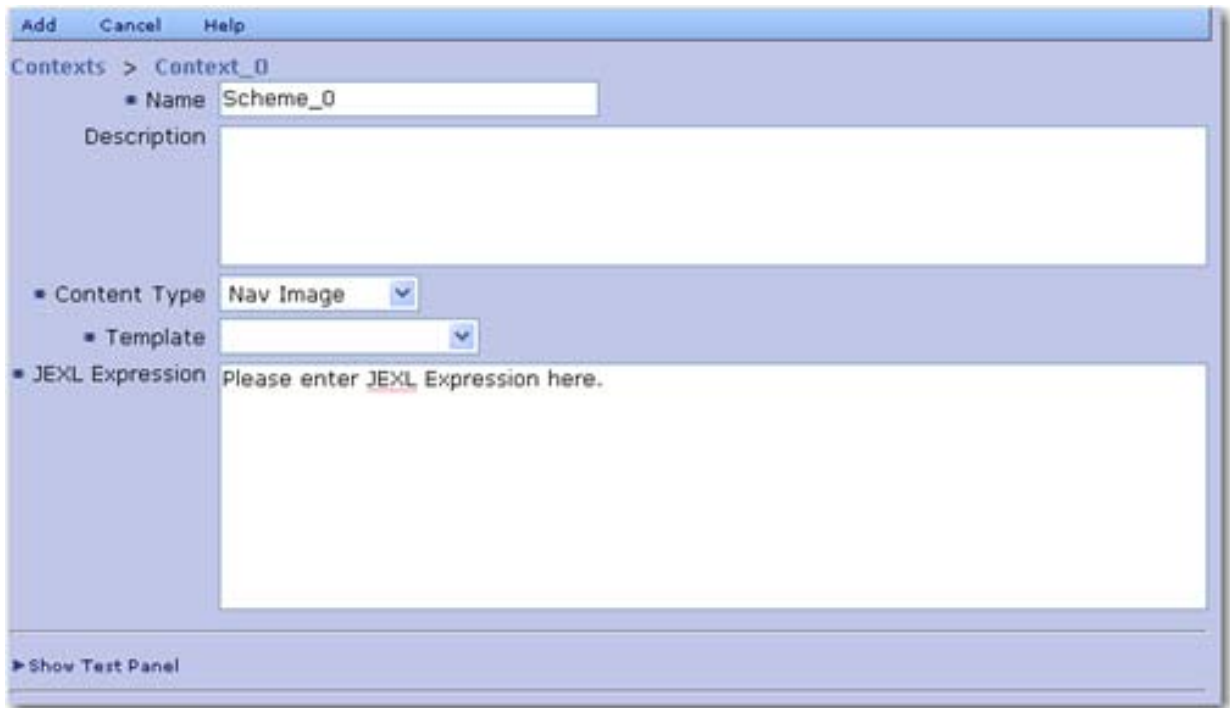 Add Cancel Help
Contexts > Context_0
Name Scheme_0
Description
Content Type Nav Image
Template
JEXL Expression Please enter JEXL Expression here.
Show Test Panel